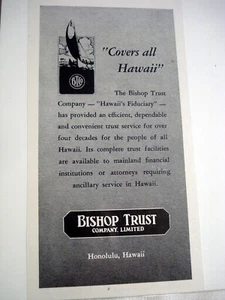 "Covers all
Hawaii"
The Bishop Trust
Company — "Hawaii's Fiduciary" —
has provided an efficient, dependable
and convenient trust service for over
four decades for the people of all
Hawaii. Its complete trust facilities
are available to mainland financial
institutions or attorneys requiring
ancillary service in Hawaii.
BISHOP TRUST
COMPANY, LIMITED
Honolulu, Hawaii